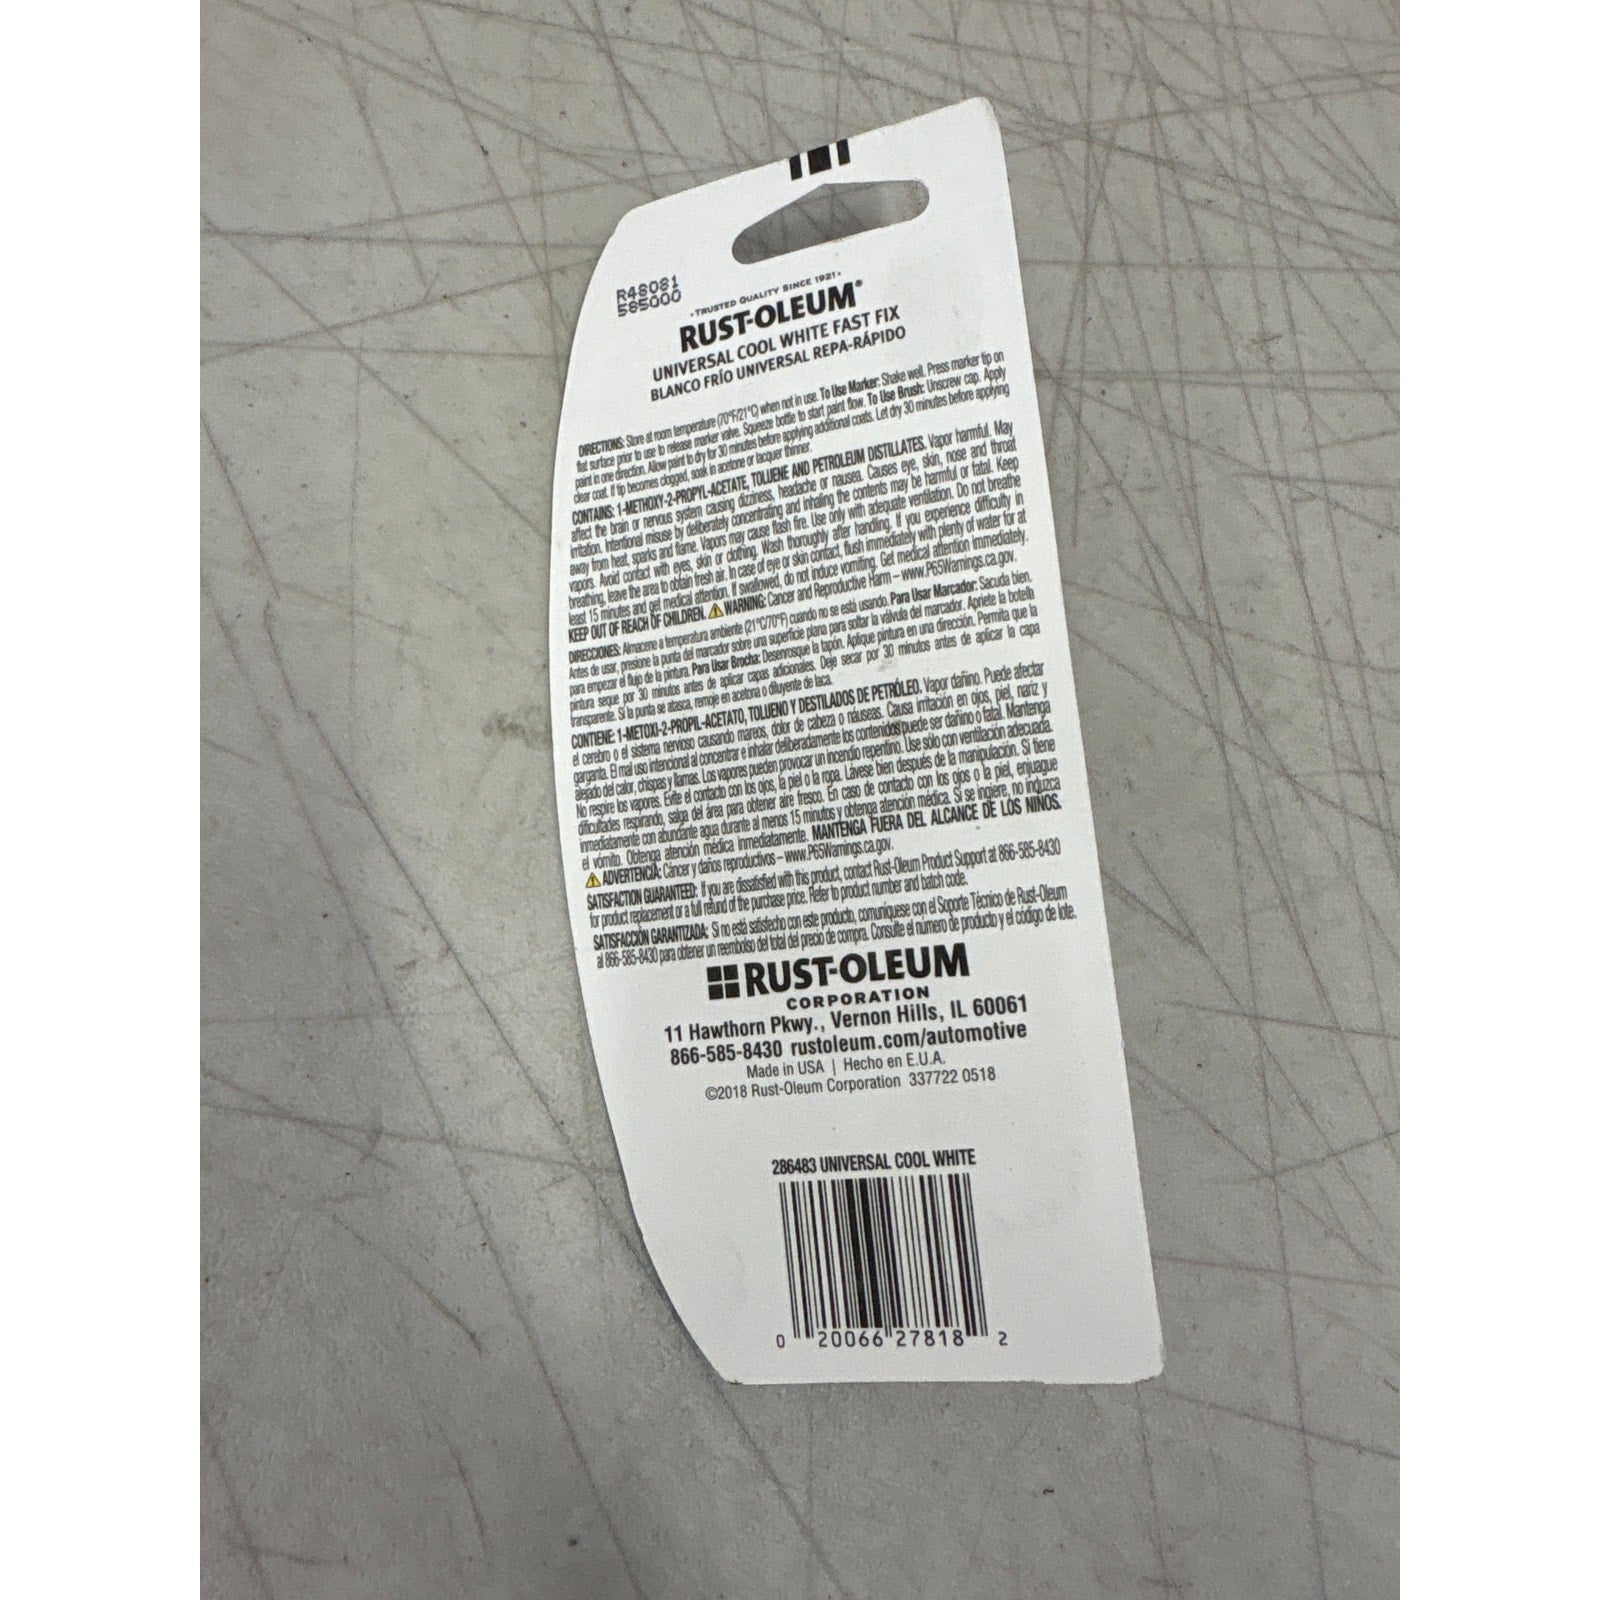 R48081
585000
•TRUSTED QUALITY SINCE 1921•
RUST-OLEUM®
UNIVERSAL COOL WHITE FAST FIX
BLANCO FRÍO UNIVERSAL REPA-RÁPIDO
DIRECTIONS: Store at room temperature (70°F/21°C) when not in use. To Use Marker: Shake well. Press marker tip on
flat surface prior to use to release marker valve. Squeeze bottle to start paint flow. To Use Brush: Unscrew cap. Apply
paint in one direction. Allow paint to dry for 30 minutes before applying additional coats. Let dry 30 minutes before applying
clear coat. If tip becomes clogged, soak in acetone or lacquer thinner.
CONTAINS: 1-METHOXY-2-PROPYL-ACETATE, TOLUENE AND PETROLEUM DISTILLATES. Vapor harmful. May
affect the brain or nervous system causing dizziness, headache or nausea. Causes eye, skin, nose and throat
irritation. Intentional misuse by deliberately concentrating and inhaling the contents may be harmful or fatal. Keep
away from heat, sparks and flame. Vapors may cause flash fire. Use only with adequate ventilation. Do not breathe
vapors. Avoid contact with eyes, skin or clothing. Wash thoroughly after handling. If you experience difficulty in
breathing, leave the area to obtain fresh air. In case of eye or skin contact, flush immediately with plenty of water for at
least 15 minutes and get medical attention. If swallowed, do not induce vomiting. Get medical attention immediately.
KEEP OUT OF REACH OF CHILDREN. ⚠ WARNING: Cancer and Reproductive Harm – www.P65Warnings.ca.gov.
DIRECCIONES: Almacene a temperatura ambiente (21°C/70°F) cuando no se está usando. Para Usar Marcador: Sacuda bien.
Antes de usar, presione la punta del marcador sobre una superficie plana para soltar la válvula del marcador. Apriete la botella
para empezar el flujo de la pintura. Para Usar Brocha: Desenrosque la tapón. Aplique pintura en una dirección. Permita que la
pintura seque por 30 minutos antes de aplicar capas adicionales. Deje secar por 30 minutos antes de aplicar la capa
transparente. Si la punta se atasca, remoje en acetona o diluyente de laca.
CONTIENE: 1-METOXI-2-PROPIL-ACETATO, TOLUENO Y DESTILADOS DE PETRÓLEO. Vapor dañino. Puede afectar
el cerebro o el sistema nervioso causando mareos, dolor de cabeza o náuseas. Causa irritación en ojos, piel, nariz y
garganta. El mal uso intencional al concentrar e inhalar deliberadamente los contenidos puede ser dañino o fatal. Mantenga
alejado del calor, chispas y llamas. Los vapores pueden provocar un incendio repentino. Use sólo con ventilación adecuada.
No respire los vapores. Evite el contacto con los ojos, la piel o la ropa. Lávese bien después de la manipulación. Si tiene
dificultades respirando, salga del área para obtener aire fresco. En caso de contacto con los ojos o la piel, enjuague
inmediatamente con abundante agua durante al menos 15 minutos y obtenga atención médica. Si se ingiere, no induzca
el vómito. Obtenga atención médica inmediatamente. MANTENGA FUERA DEL ALCANCE DE LOS NIÑOS.
⚠ ADVERTENCIA: Cáncer y daños reproductivos – www.P65Warnings.ca.gov.
SATISFACTION GUARANTEED: If you are dissatisfied with this product, contact Rust-Oleum Product Support at 866-585-8430
for product replacement or a full refund of the purchase price. Refer to product number and batch code.
SATISFACCIÓN GARANTIZADA: Si no está satisfecho con este producto, comuníquese con el Soporte Técnico de Rust-Oleum
al 866-585-8430 para obtener un reembolso del total del precio de compra. Consulte el número de producto y el código de lote.
RUST-OLEUM
CORPORATION
11 Hawthorn Pkwy., Vernon Hills, IL 60061
866-585-8430 rustoleum.com/automotive
Made in USA | Hecho en E.U.A.
©2018 Rust-Oleum Corporation 337722 0518
286483 UNIVERSAL COOL WHITE
0 20066 27818 2